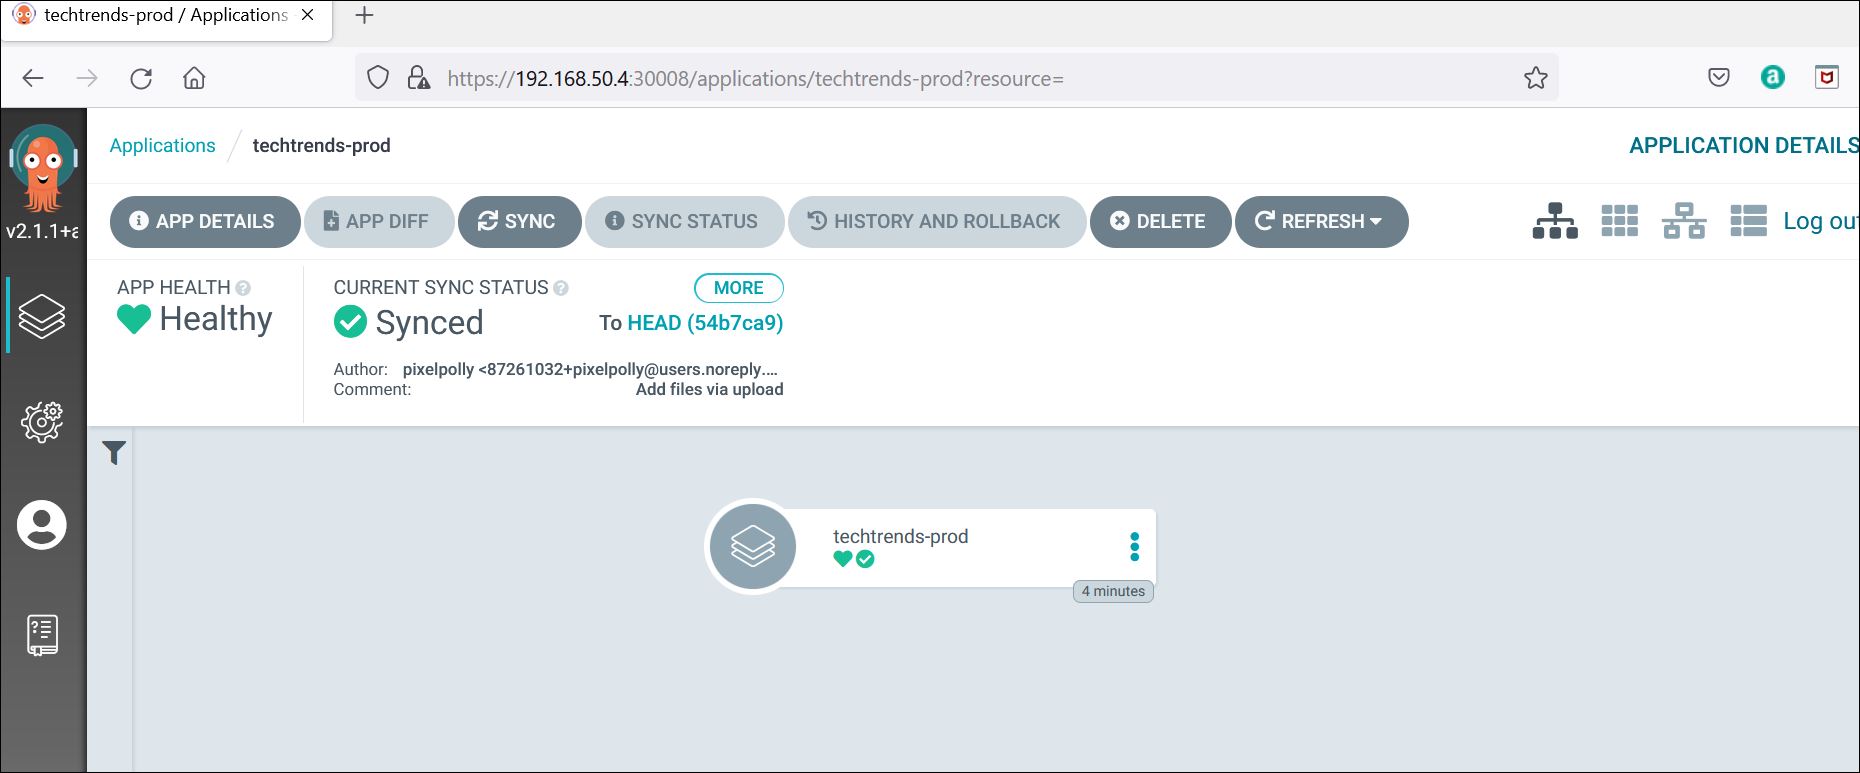 techtrends-prod / Applications
https://192.168.50.4:30008/applications/techtrends-prod?resource=
a
v2.1.1+a
Applications / techtrends-prod
APPLICATION DETAILS
APP DETAILS APP DIFF SYNC SYNC STATUS HISTORY AND ROLLBACK DELETE REFRESH
Log out
APP HEALTH ?
Healthy
CURRENT SYNC STATUS ?
MORE
Synced
To HEAD (54b7ca9)
Author: pixelpolly <87261032+pixelpolly@users.noreply....
Comment: Add files via upload
techtrends-prod
4 minutes